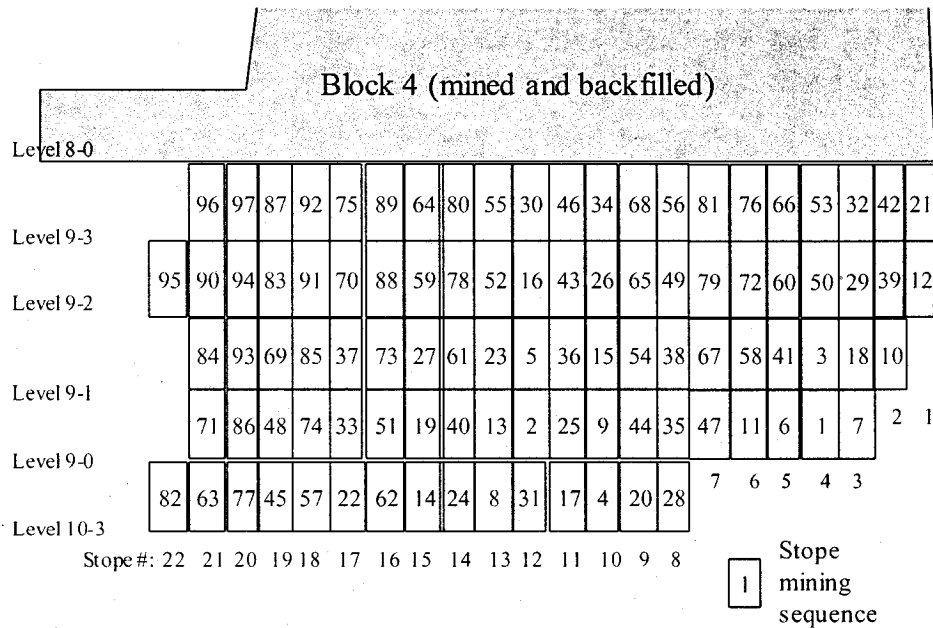 Block 4 (mined and backfilled)
Level 8-0
96 97 87 92 75 89 64 80 55 30 46 34 68 56 81 76 66 53 32 42 21
Level 9-3
95 90 94 83 91 70 88 59 78 52 16 43 26 65 49 79 72 60 50 29 39 12
Level 9-2
84 93 69 85 37 73 27 61 23 5 36 15 54 38 67 58 41 3 18 10
Level 9-1
71 86 48 74 33 51 19 40 13 2 25 9 44 35 47 11 6 1 7 2 1
Level 9-0
7 6 5 4 3
82 63 77 45 57 22 62 14 24 8 31 17 4 20 28
Level 10-3
Stope #: 22 21 20 19 18 17 16 15 14 13 12 11 10 9 8
1 Stope
mining
sequence